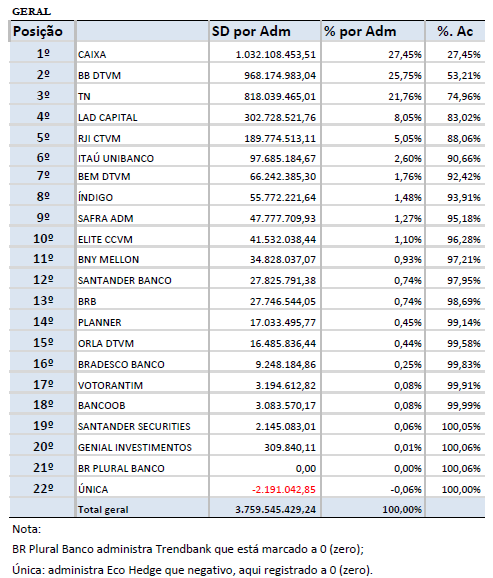 GERAL
Posição SD por Adm % por Adm %. Ac
1º CAIXA 1.032.108.453,51 27,45% 27,45%
2º BB DTVM 968.174.983,04 25,75% 53,21%
3º TN 818.039.465,01 21,76% 74,96%
4º LAD CAPITAL 302.728.521,76 8,05% 83,02%
5º RJI CTVM 189.774.513,11 5,05% 88,06%
6º ITAÚ UNIBANCO 97.685.184,67 2,60% 90,66%
7º BEM DTVM 66.242.385,30 1,76% 92,42%
8º ÍNDIGO 55.772.221,64 1,48% 93,91%
9º SAFRA ADM 47.777.709,93 1,27% 95,18%
10º ELITE CCVM 41.532.038,44 1,10% 96,28%
11º BNY MELLON 34.828.037,07 0,93% 97,21%
12º SANTANDER BANCO 27.825.791,38 0,74% 97,95%
13º BRB 27.746.544,05 0,74% 98,69%
14º PLANNER 17.033.495,77 0,45% 99,14%
15º ORLA DTVM 16.485.836,44 0,44% 99,58%
16º BRADESCO BANCO 9.248.184,86 0,25% 99,83%
17º VOTORANTIM 3.194.612,82 0,08% 99,91%
18º BANCOOB 3.083.570,17 0,08% 99,99%
19º SANTANDER SECURITIES 2.145.083,01 0,06% 100,05%
20º GENIAL INVESTIMENTOS 309.840,11 0,01% 100,06%
21º BR PLURAL BANCO 0,00 0,00% 100,06%
22º ÚNICA -2.191.042,85 -0,06% 100,00%
Total geral 3.759.545.429,24 100,00%
Nota:
BR Plural Banco administra Trendbank que está marcado a 0 (zero);
Única: administra Eco Hedge que negativo, aqui registrado a 0 (zero).